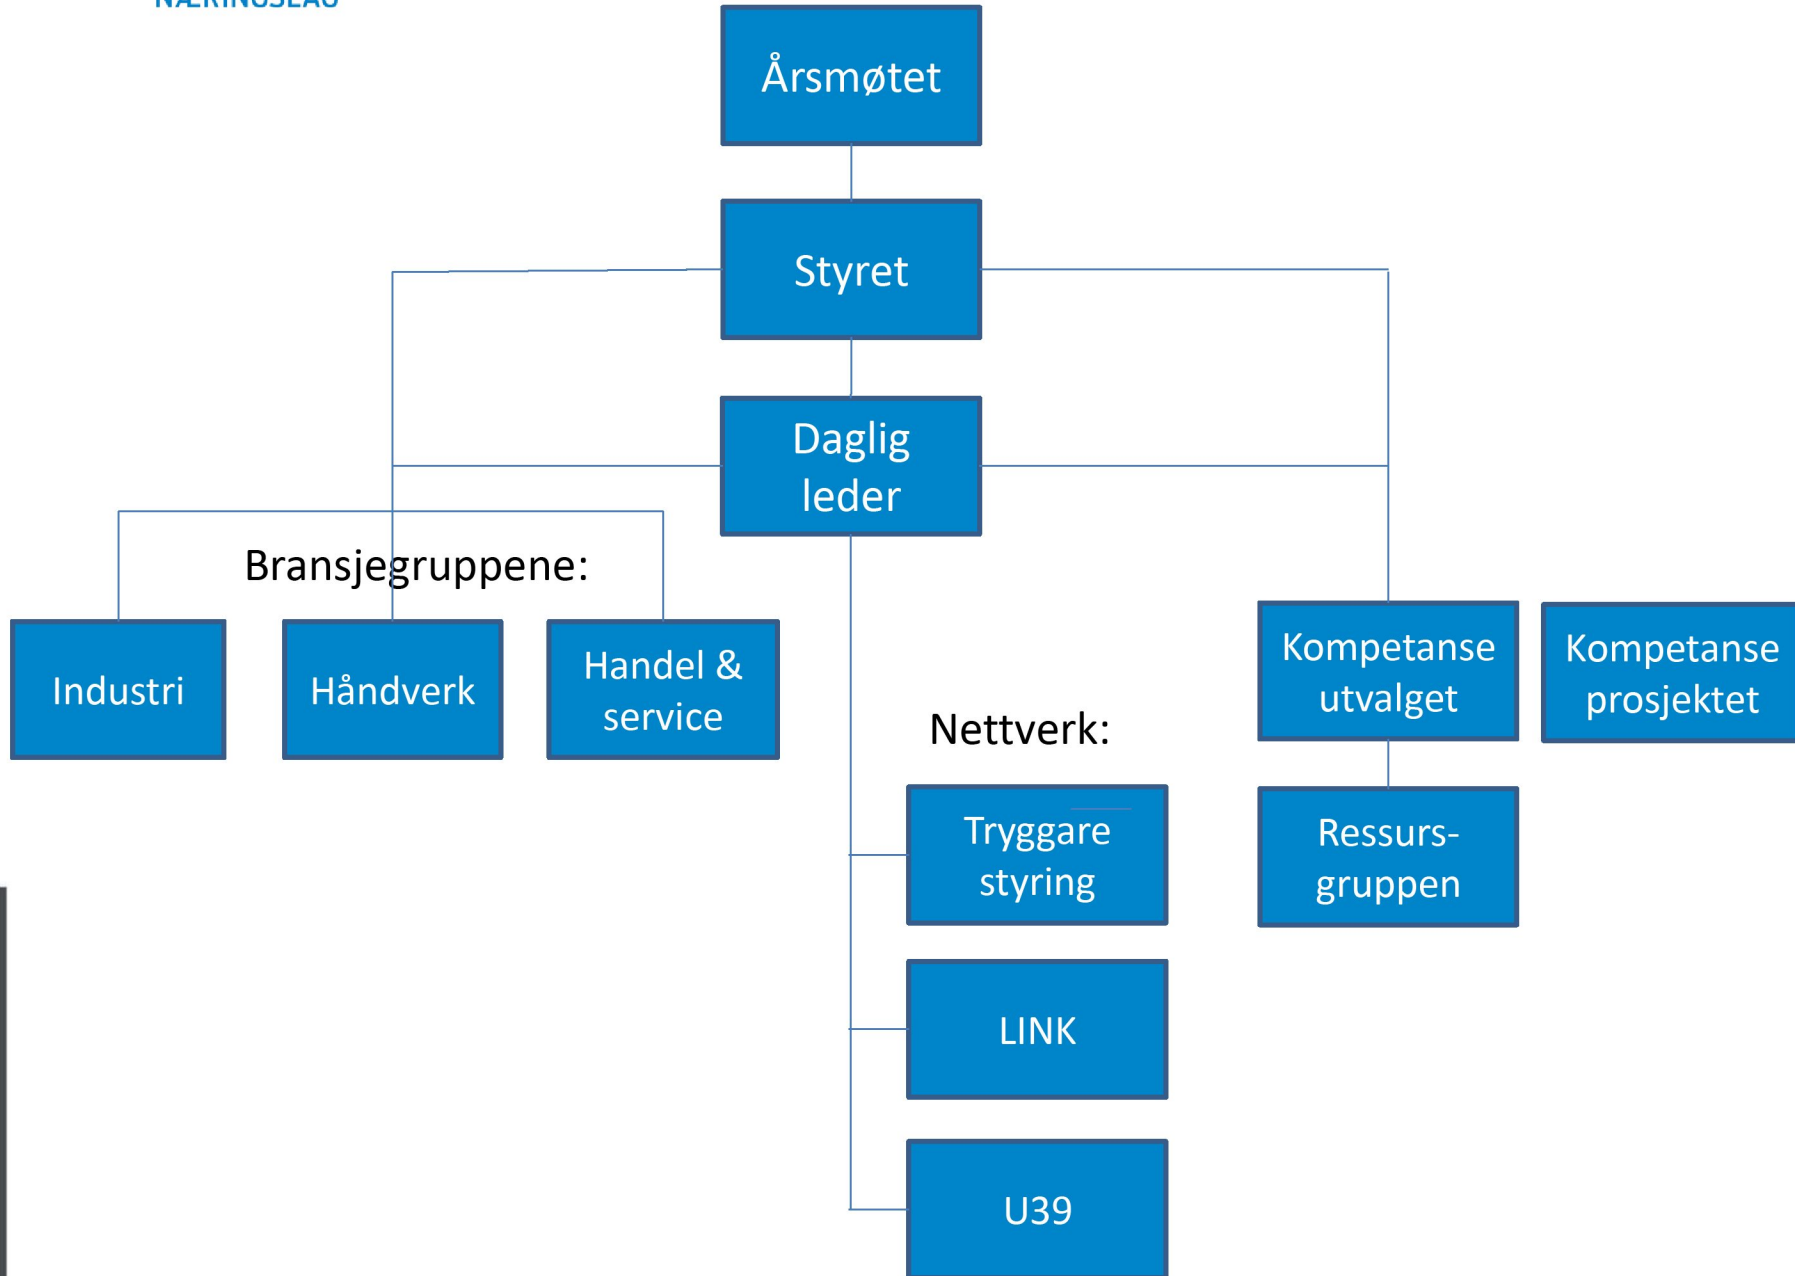 NÆRINGSLAG
Årsmøtet
Styret
Daglig
leder
Bransjegruppene:
Industri
Håndverk
Handel &
service
Nettverk:
Tryggare
styring
LINK
U39
Kompetanse
utvalget
Kompetanse
prosjektet
Ressurs-
gruppen